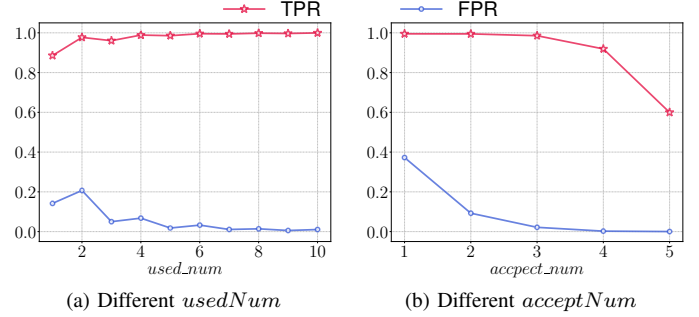 TPR FPR
1.0
0.8
0.6
0.4
0.2
0.0
2 4 6 8 10
used_num
(a) Different usedNum
1.0
0.8
0.6
0.4
0.2
0.0
1 2 3 4 5
accpect_num
(b) Different acceptNum